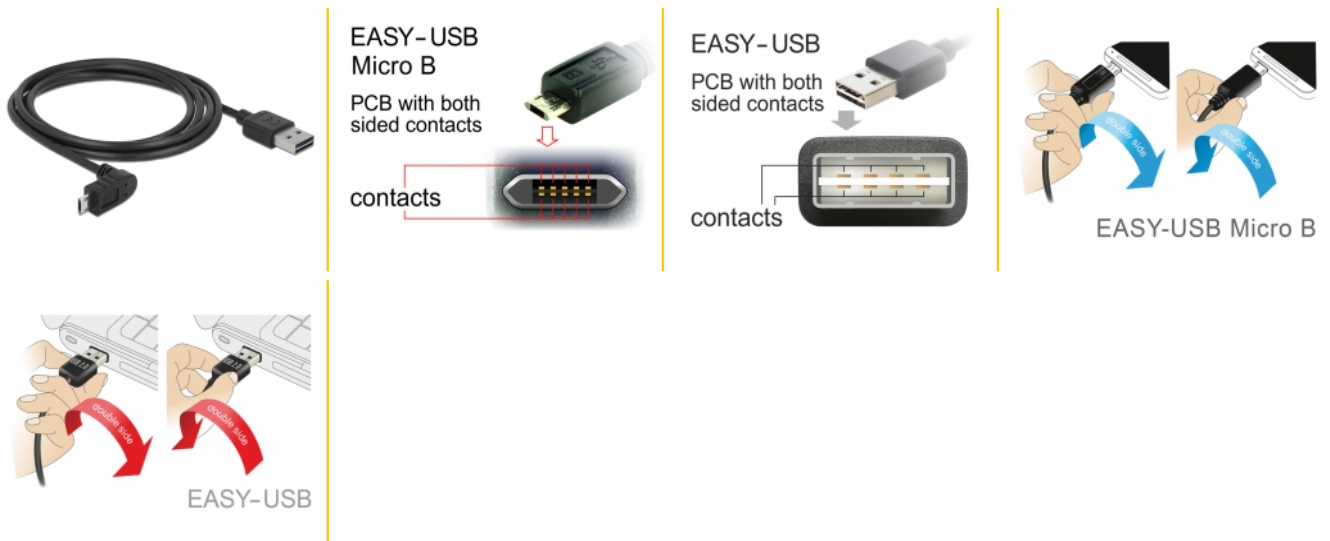 EASY-USB
Micro B
PCB with both
sided contacts
contacts
EASY-USB
PCB with both
sided contacts
contacts
double side
double side
EASY-USB Micro B
double side
double side
EASY-USB